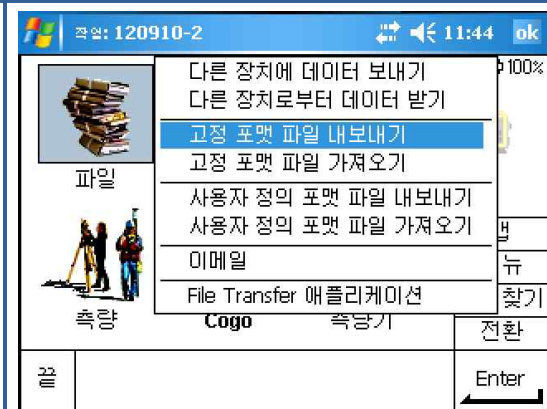 작업: 120910-2 11:44 ok
다른 장치에 데이터 보내기
100%
다른 장치로부터 데이터 받기
고정 포맷 파일 내보내기
고정 포맷 파일 가져오기
파일
사용자 정의 포맷 파일 내보내기
사용자 정의 포맷 파일 가져오기
이메일
뉴
File Transfer 애플리케이션
찾기
측량
Cogo
측량기
전환
끝
Enter